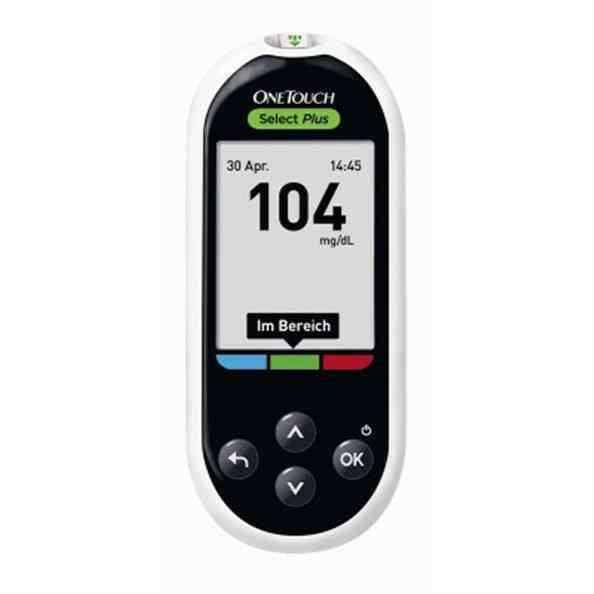 ONETOUCH
Select Plus
30 Apr. 14:45
104
mg/dL
Im Bereich
OK